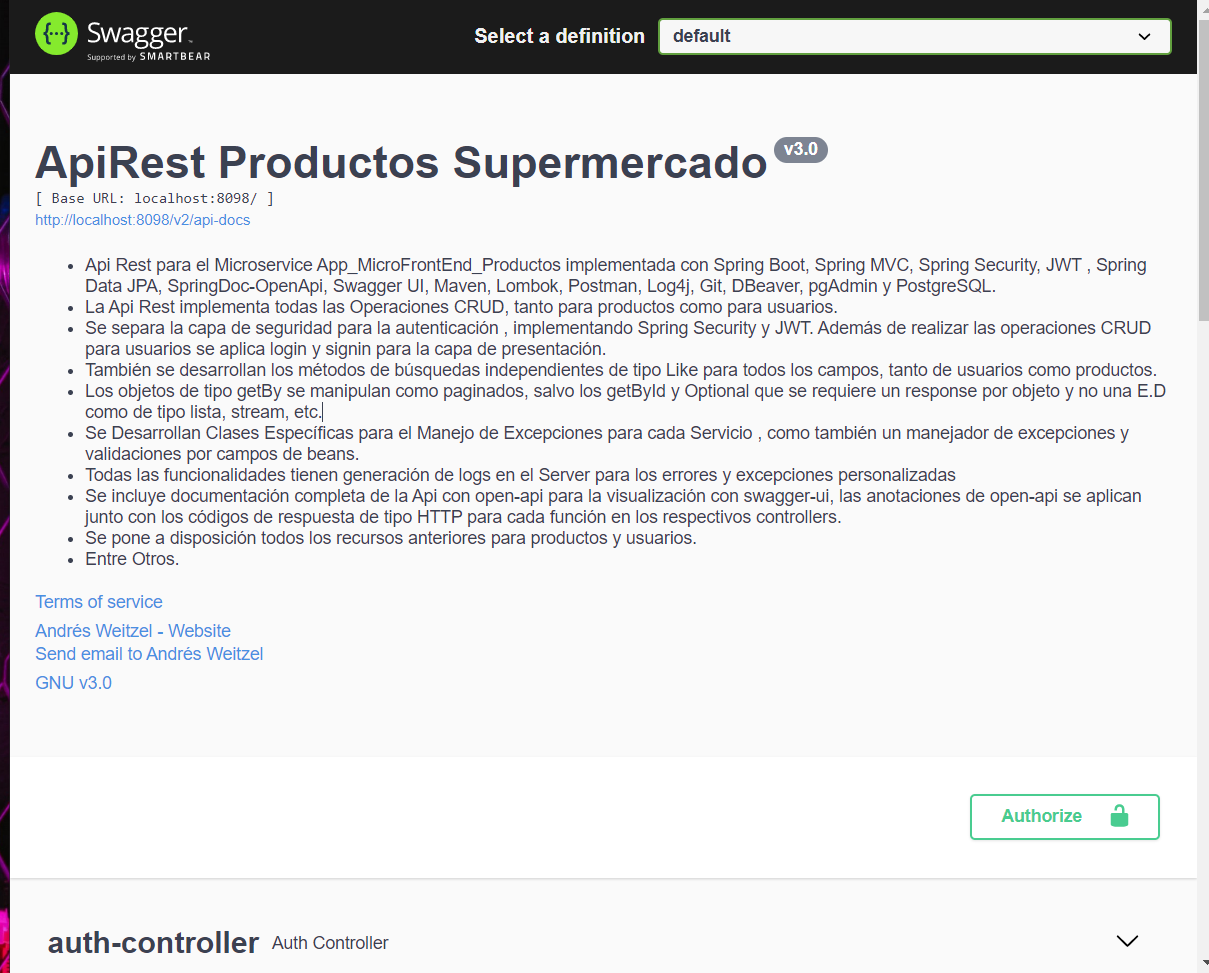 Swagger
Supported by SMARTBEAR
Select a definition
default
ApiRest Productos Supermercado v3.0
[ Base URL: localhost:8098/ ]
http://localhost:8098/v2/api-docs
Api Rest para el Microservice App_MicroFrontEnd_Productos implementada con Spring Boot, Spring MVC, Spring Security, JWT , Spring
Data JPA, SpringDoc-OpenApi, Swagger UI, Maven, Lombok, Postman, Log4j, Git, DBeaver, pgAdmin y PostgreSQL.
La Api Rest implementa todas las Operaciones CRUD, tanto para productos como para usuarios.
Se separa la capa de seguridad para la autenticación , implementando Spring Security y JWT. Además de realizar las operaciones CRUD
para usuarios se aplica login y signin para la capa de presentación.
También se desarrollan los métodos de búsquedas independientes de tipo Like para todos los campos, tanto de usuarios como productos.
Los objetos de tipo getBy se manipulan como paginados, salvo los getById y Optional que se requiere un response por objeto y no una E.D
como de tipo lista, stream, etc.
Se Desarrollan Clases Específicas para el Manejo de Excepciones para cada Servicio , como también un manejador de excepciones y
validaciones por campos de beans.
Todas las funcionalidades tienen generación de logs en el Server para los errores y excepciones personalizadas
Se incluye documentación completa de la Api con open-api para la visualización con swagger-ui, las anotaciones de open-api se aplican
junto con los códigos de respuesta de tipo HTTP para cada función en los respectivos controllers.
Se pone a disposición todos los recursos anteriores para productos y usuarios.
Entre Otros.
Terms of service
Andrés Weitzel - Website
Send email to Andrés Weitzel
GNU v3.0
Authorize
auth-controller Auth Controller